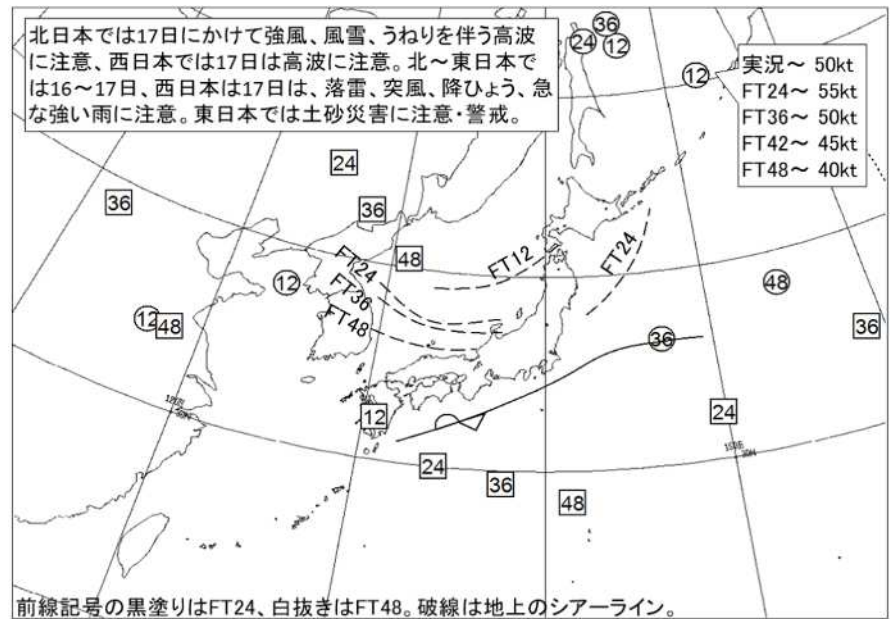 北日本では17日にかけて強風、風雪、うねりを伴う高波
に注意、西日本では17日は高波に注意。北～東日本で
は16～17日、西日本は17日は、落雷、突風、降ひょう、急
な強い雨に注意。東日本では土砂災害に注意・警戒。
36
24
12
12
実況～ 50kt
FT24～ 55kt
FT36～ 50kt
FT42～ 45kt
FT48～ 40kt
24
36
36
48
FT12
FT24
FT24
FT36
FT48
12
48
12
48
36
36
12
24
24
36
48
120E
30N
150E
30N
前線記号の黒塗りはFT24、白抜きはFT48。破線は地上のシアーライン。